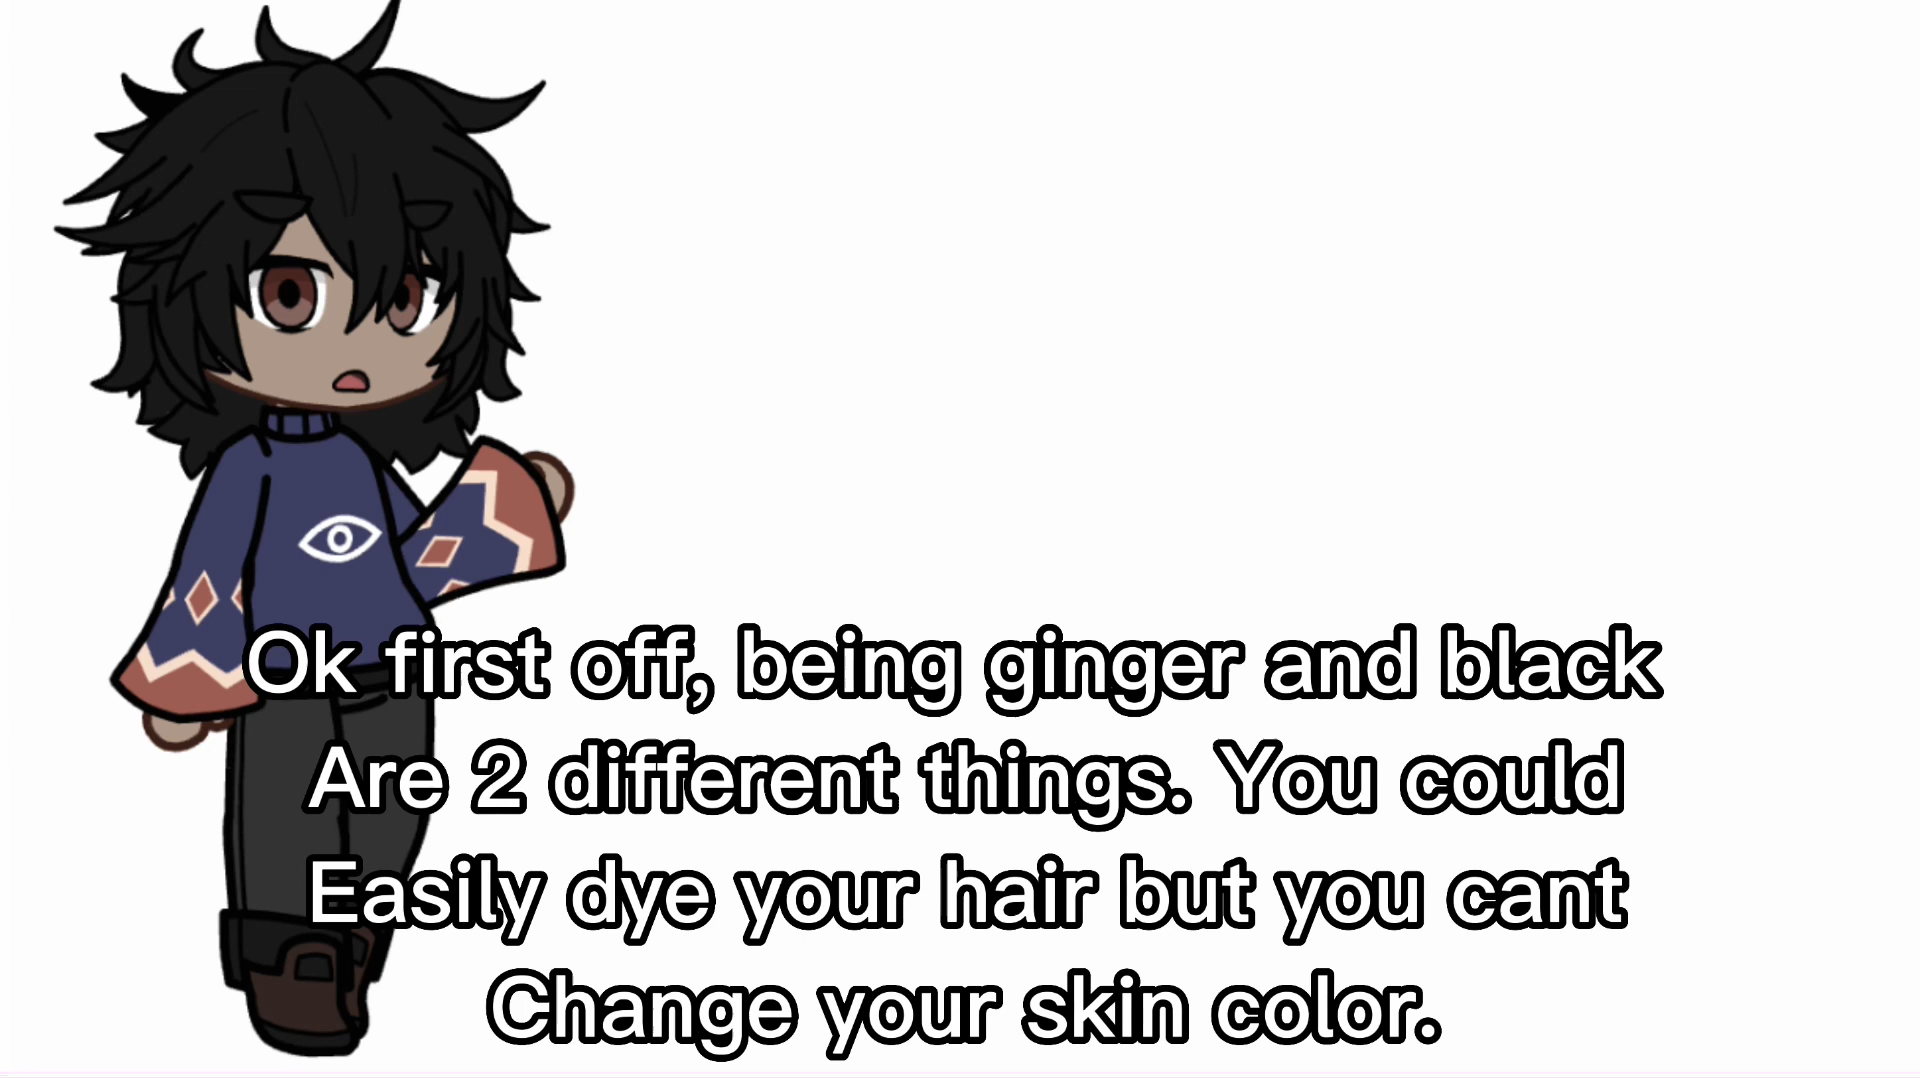 Ok first off, being ginger and black
Are 2 different things. You could
Easily dye your hair but you cant
Change your skin color.